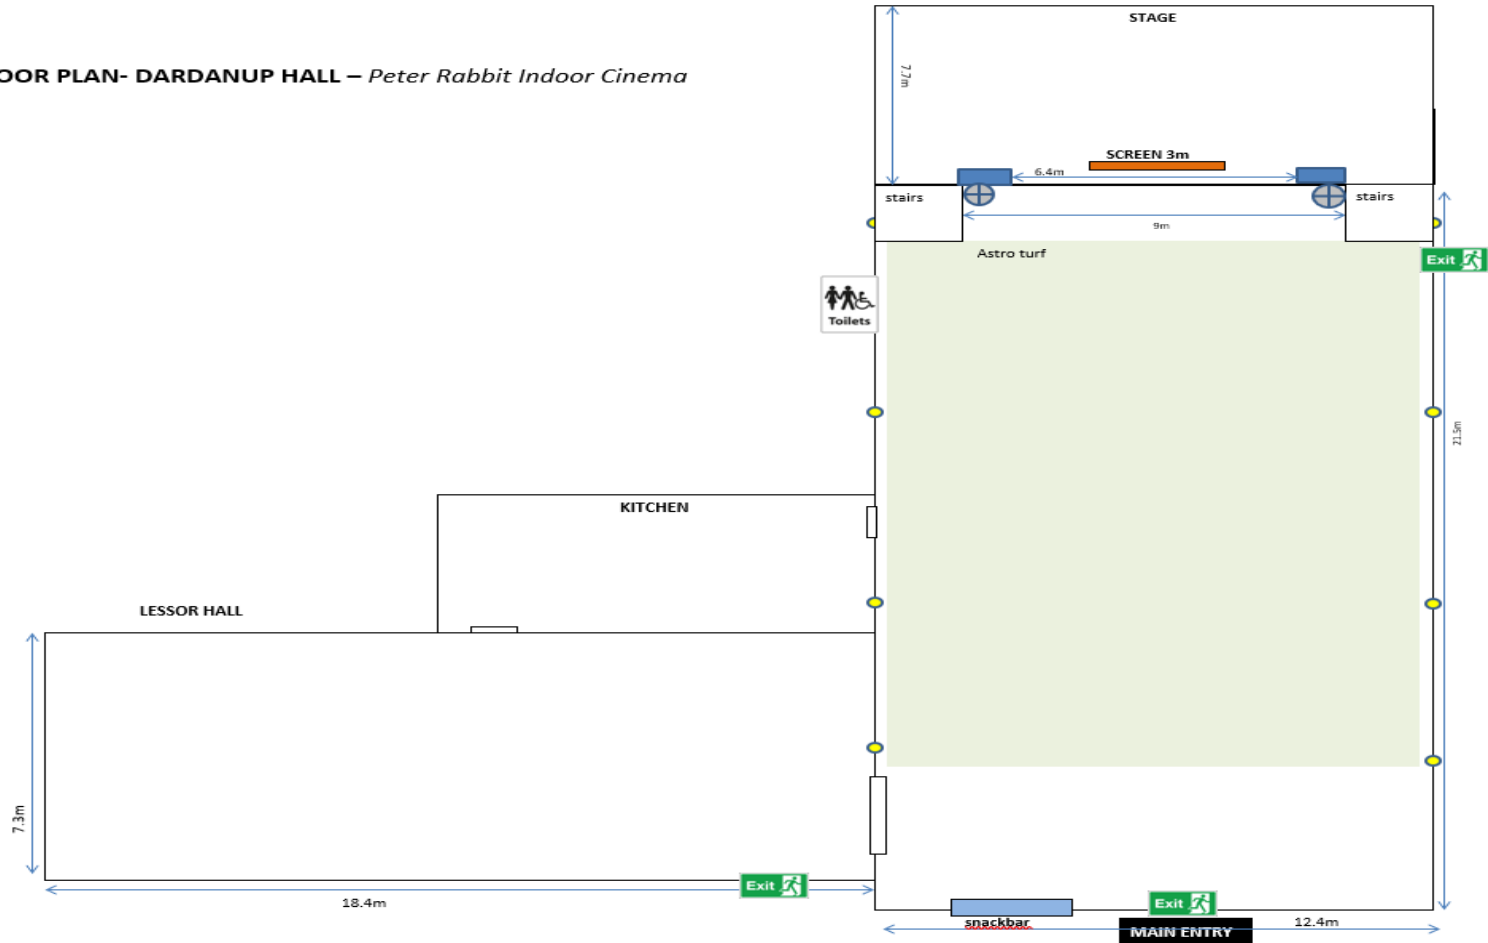 STAGE
OOR PLAN- DARDANUP HALL – Peter Rabbit Indoor Cinema
7.7m
SCREEN 3m
6.4m
stairs
stairs
9m
Astro turf
Exit
Toilets
21.5m
KITCHEN
LESSOR HALL
7.3m
Exit
18.4m
Exit
snackbar
12.4m
MAIN ENTRY